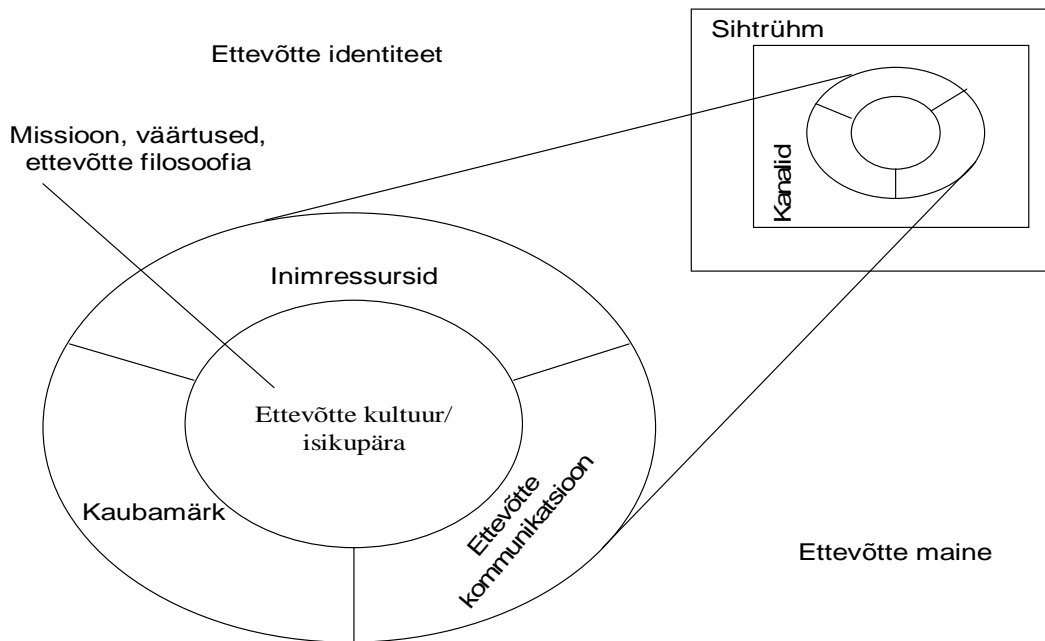 Ettevõtte identiteet
Sihtrühm
Kanalid
Missioon, väärtused,
ettevõtte filosoofia
Inimressursid
Ettevõtte kultuur/
isikupära
Kaubamärk
Ettevõtte
kommunikatsioon
Ettevõtte maine